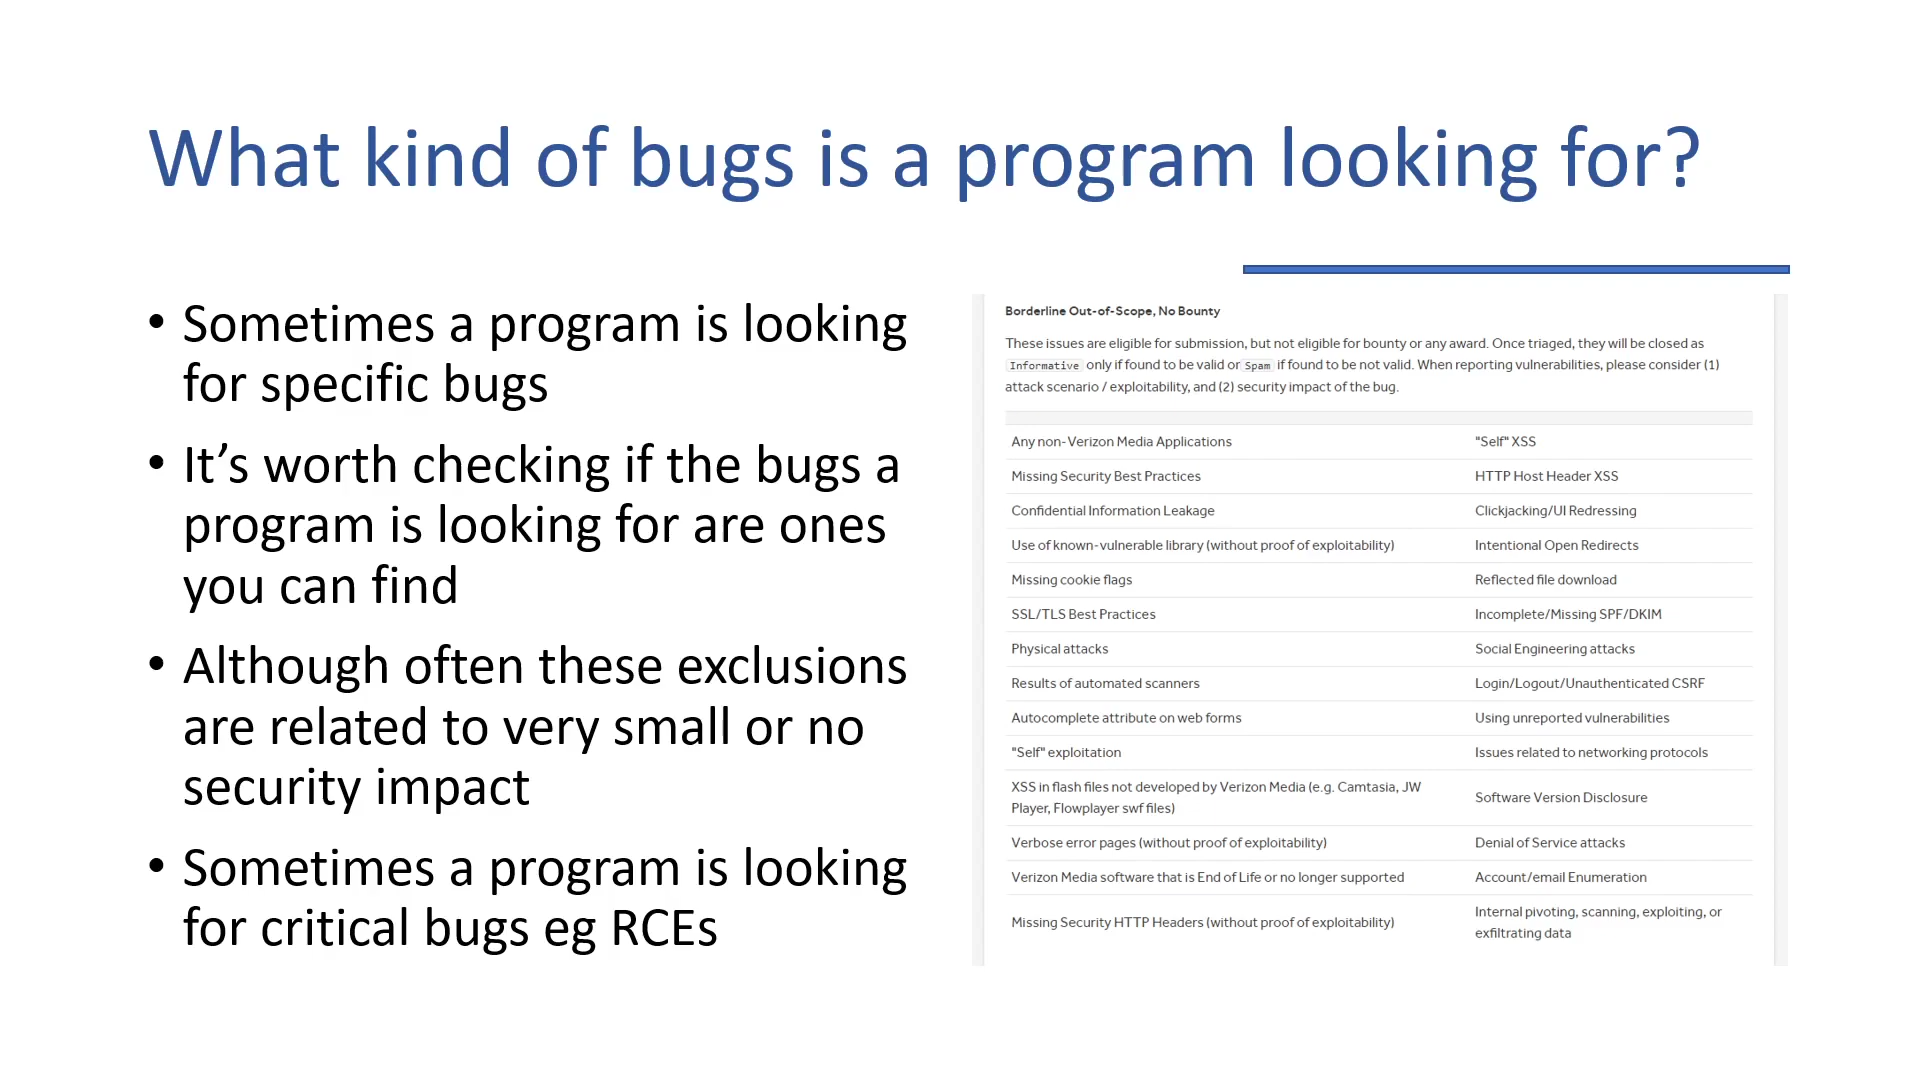 What kind of bugs is a program looking for?
• Sometimes a program is looking
for specific bugs
• It’s worth checking if the bugs a
program is looking for are ones
you can find
• Although often these exclusions
are related to very small or no
security impact
• Sometimes a program is looking
for critical bugs eg RCEs
Borderline Out-of-Scope, No Bounty
These issues are eligible for submission, but not eligible for bounty or any award. Once triaged, they will be closed as
Informative only if found to be valid or Spam if found to be not valid. When reporting vulnerabilities, please consider (1)
attack scenario / exploitability, and (2) security impact of the bug.
Any non-Verizon Media Applications "Self" XSS
Missing Security Best Practices HTTP Host Header XSS
Confidential Information Leakage Clickjacking/UI Redressing
Use of known-vulnerable library (without proof of exploitability) Intentional Open Redirects
Missing cookie flags Reflected file download
SSL/TLS Best Practices Incomplete/Missing SPF/DKIM
Physical attacks Social Engineering attacks
Results of automated scanners Login/Logout/Unauthenticated CSRF
Autocomplete attribute on web forms Using unreported vulnerabilities
"Self" exploitation Issues related to networking protocols
XSS in flash files not developed by Verizon Media (e.g. Camtasia, JW
Player, Flowplayer swf files)
Software Version Disclosure
Verbose error pages (without proof of exploitability) Denial of Service attacks
Verizon Media software that is End of Life or no longer supported Account/email Enumeration
Missing Security HTTP Headers (without proof of exploitability)
Internal pivoting, scanning, exploiting, or
exfiltrating data